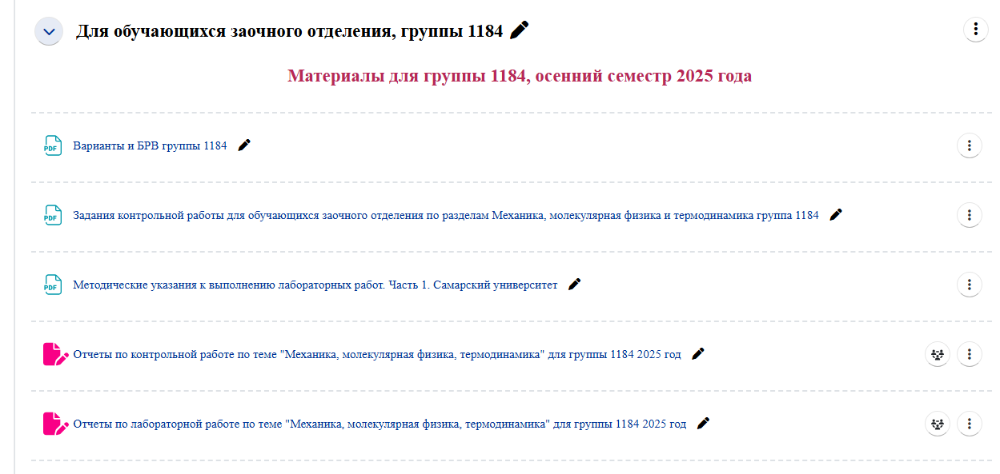 Для обучающихся заочного отделения, группы 1184
Материалы для группы 1184, осенний семестр 2025 года
PDF Варианты и БРВ группы 1184
PDF Задания контрольной работы для обучающихся заочного отделения по разделам Механика, молекулярная физика и термодинамика группа 1184
PDF Методические указания к выполнению лабораторных работ. Часть 1. Самарский университет
Отчеты по контрольной работе по теме "Механика, молекулярная физика, термодинамика" для группы 1184 2025 год
Отчеты по лабораторной работе по теме "Механика, молекулярная физика, термодинамика" для группы 1184 2025 год